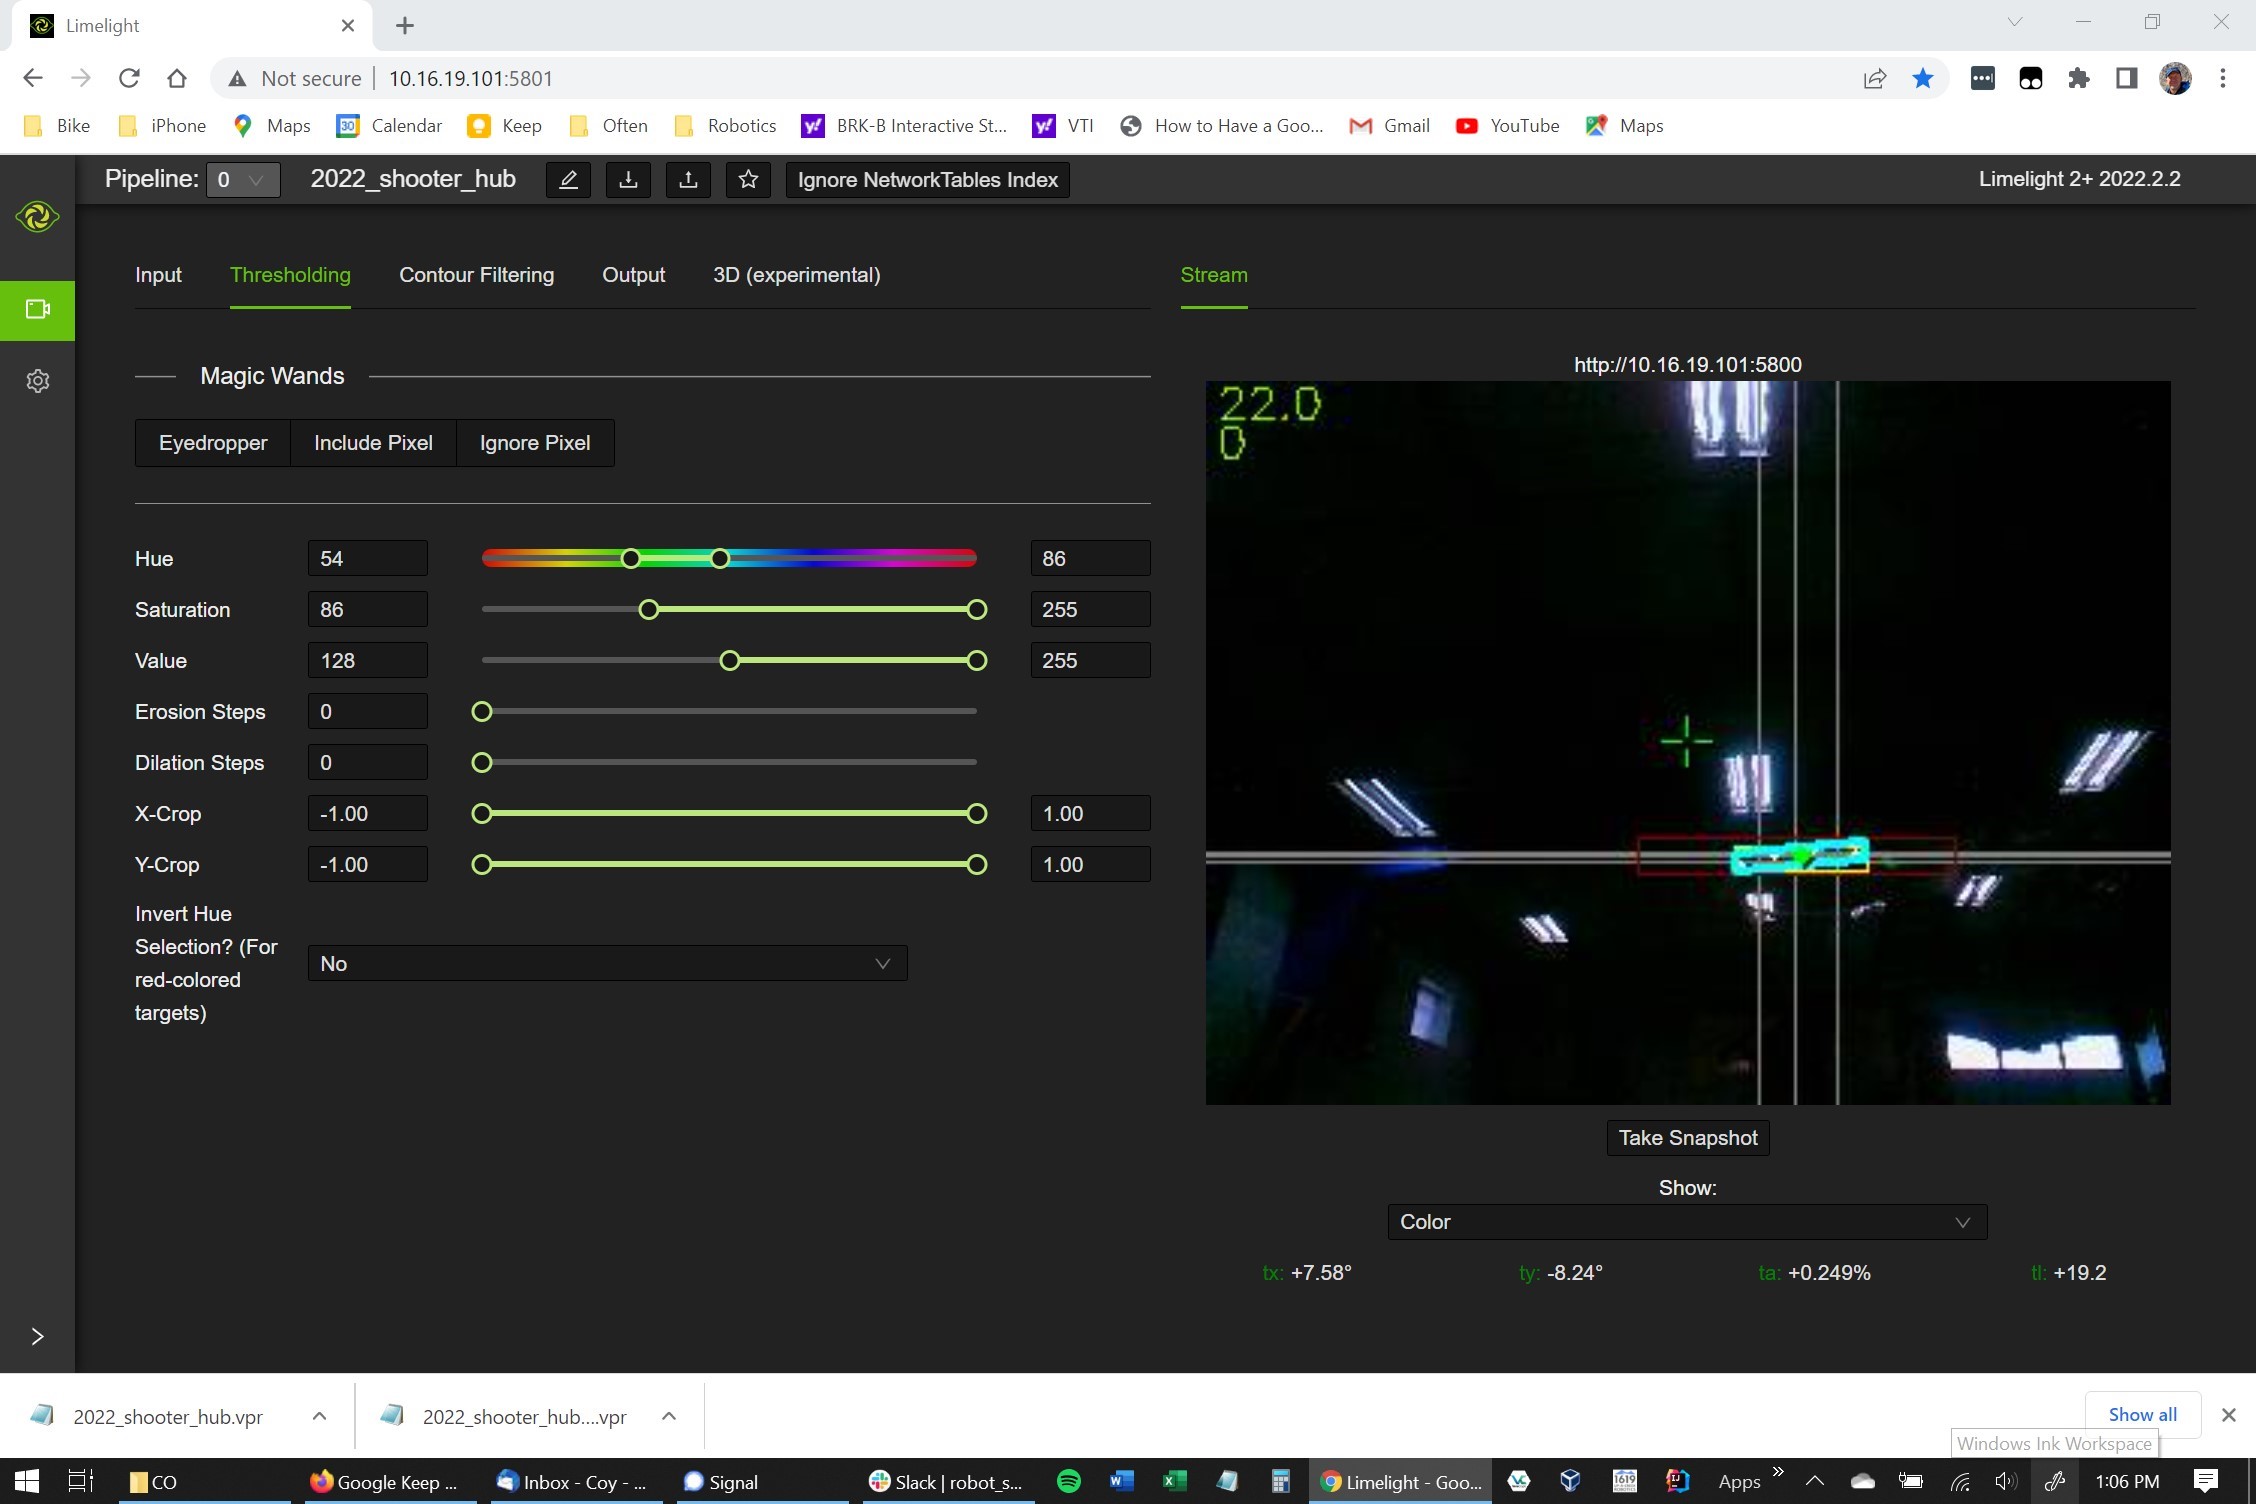 Limelight
Not secure | 10.16.19.101:5801
Bike iPhone Maps Calendar Keep Often Robotics BRK-B Interactive St... VTI How to Have a Goo... Gmail YouTube Maps
Pipeline: 0 2022_shooter_hub Ignore NetworkTables Index Limelight 2+ 2022.2.2
Input Thresholding Contour Filtering Output 3D (experimental) Stream
http://10.16.19.101:5800
22.0
0
Magic Wands
Eyedropper Include Pixel Ignore Pixel
Hue 54 86
Saturation 86 255
Value 128 255
Erosion Steps 0
Dilation Steps 0
X-Crop -1.00 1.00
Y-Crop -1.00 1.00
Invert Hue
Selection? (For
red-colored
targets)
No
Take Snapshot
Show:
Color
tx: +7.58° ty: -8.24° ta: +0.249% tl: +19.2
2022_shooter_hub.vpr 2022_shooter_hub....vpr Show all
Windows Ink Workspace
CO Google Keep ... Inbox - Coy - ... Signal Slack | robot_s... Limelight - Goo... 1619 Apps 1:06 PM